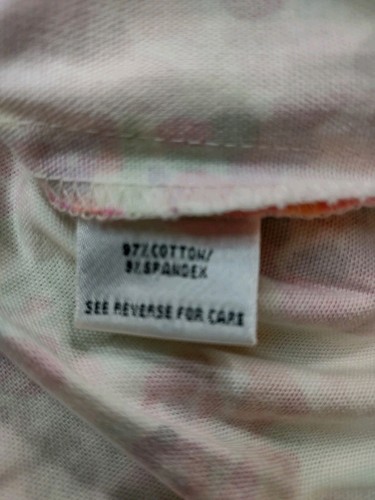 97% COTTON/
3% SPANDEX
SEE REVERSE FOR CARE